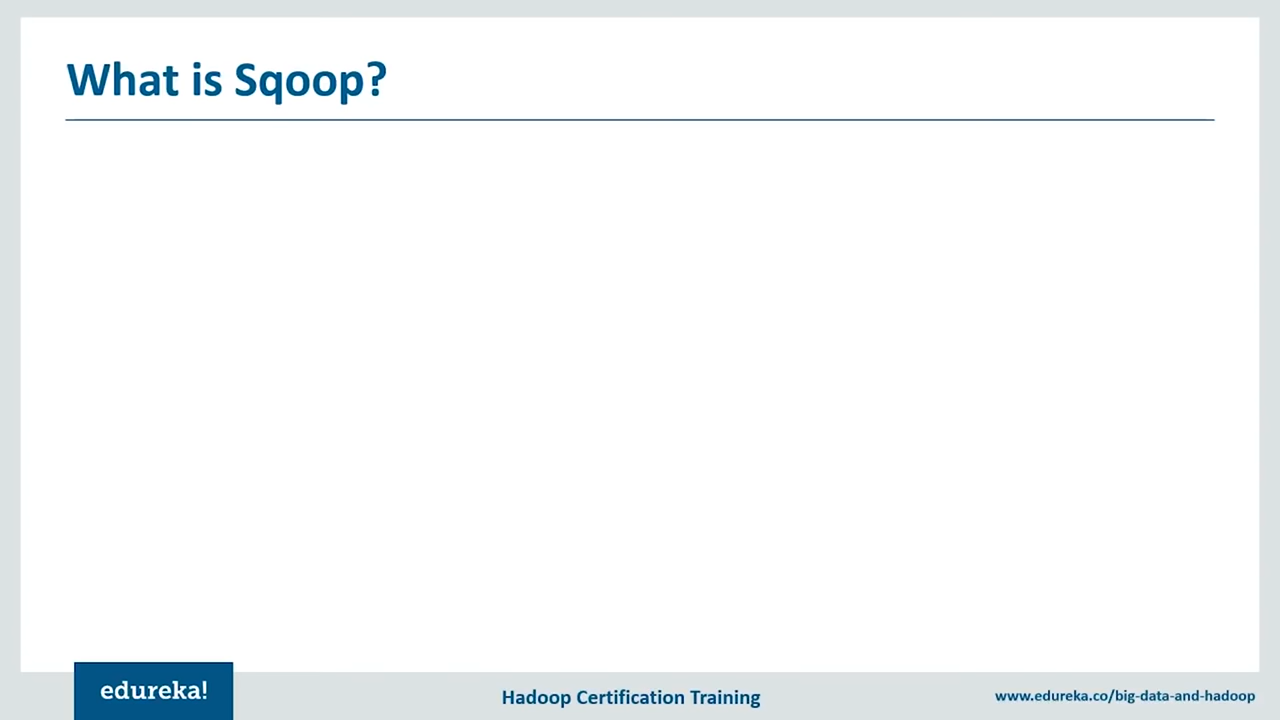 What is Sqoop?
edureka!
Hadoop Certification Training
www.edureka.co/big-data-and-hadoop